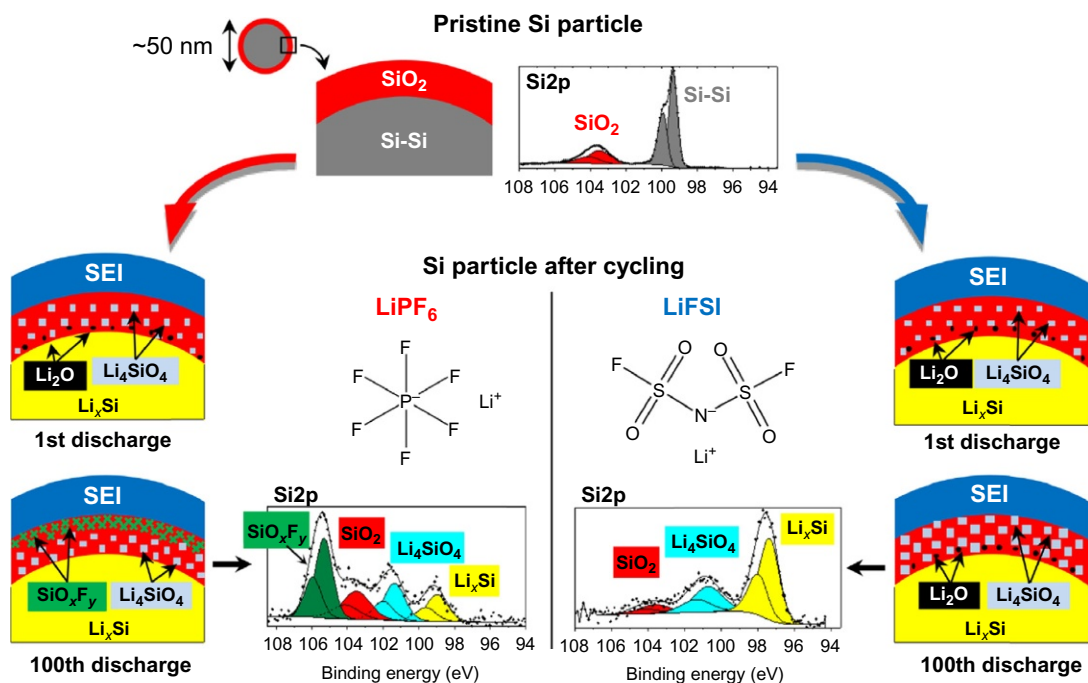 Pristine Si particle
~50 nm
SiO2
Si-Si
Si2p
Si-Si
SiO2
108 106 104 102 100 98 96 94
Si particle after cycling
SEI
Li2O
Li4SiO4
LixSi
1st discharge
LiPF6
F
F
F
P–
F
F
F
Li+
LiFSI
O
O
F
F
S
S
N–
O
O
Li+
SEI
Li2O
Li4SiO4
LixSi
1st discharge
SEI
SiOxFy
Li4SiO4
LixSi
100th discharge
Si2p
SiOxFy
SiO2
Li4SiO4
LixSi
108 106 104 102 100 98 96 94
Binding energy (eV)
Si2p
SiO2
Li4SiO4
LixSi
108 106 104 102 100 98 96 94
Binding energy (eV)
SEI
Li2O
Li4SiO4
LixSi
100th discharge